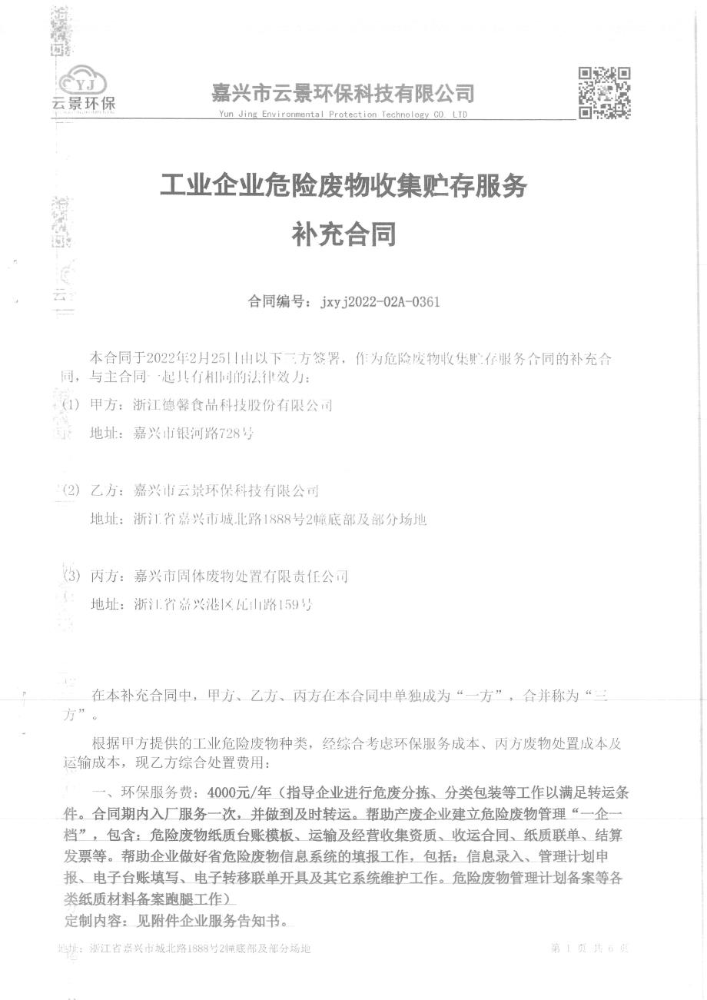 YJ
云景环保
嘉兴市云景环保科技有限公司
Yun Jing Environmental Protection Technology CO. LTD
工业企业危险废物收集贮存服务
补充合同
云
合同编号：jxyj2022-02A-0361
本合同于2022年2月25日由以下三方签署，作为危险废物收集贮存服务合同的补充合
同，与主合同一起具有相同的法律效力：
(1) 甲方：浙江德馨食品科技股份有限公司
地址：嘉兴市银河路728号
(2) 乙方：嘉兴市云景环保科技有限公司
地址：浙江省嘉兴市城北路1888号2幢底部及部分场地
(3) 丙方：嘉兴市固体废物处置有限责任公司
地址：浙江省嘉兴港区瓦山路159号
在本补充合同中，甲方、乙方、丙方在本合同中单独成为“一方”，合并称为“三
方”。
根据甲方提供的工业危险废物种类，经综合考虑环保服务成本、丙方废物处置成本及
运输成本，现乙方综合处置费用：
一、环保服务费：4000元/年（指导企业进行危废分拣、分类包装等工作以满足转运条
件。合同期内入厂服务一次，并做到及时转运。帮助产废企业建立危险废物管理“一企一
档”，包含：危险废物纸质台账模板、运输及经营收集资质、收运合同、纸质联单、结算
发票等。帮助企业做好省危险废物信息系统的填报工作，包括：信息录入、管理计划申
报、电子台账填写、电子转移联单开具及其它系统维护工作。危险废物管理计划备案等各
类纸质材料备案跑腿工作）
定制内容：见附件企业服务告知书。
地址：浙江省嘉兴市城北路1888号2幢底部及部分场地
第 1 页 共 6 页